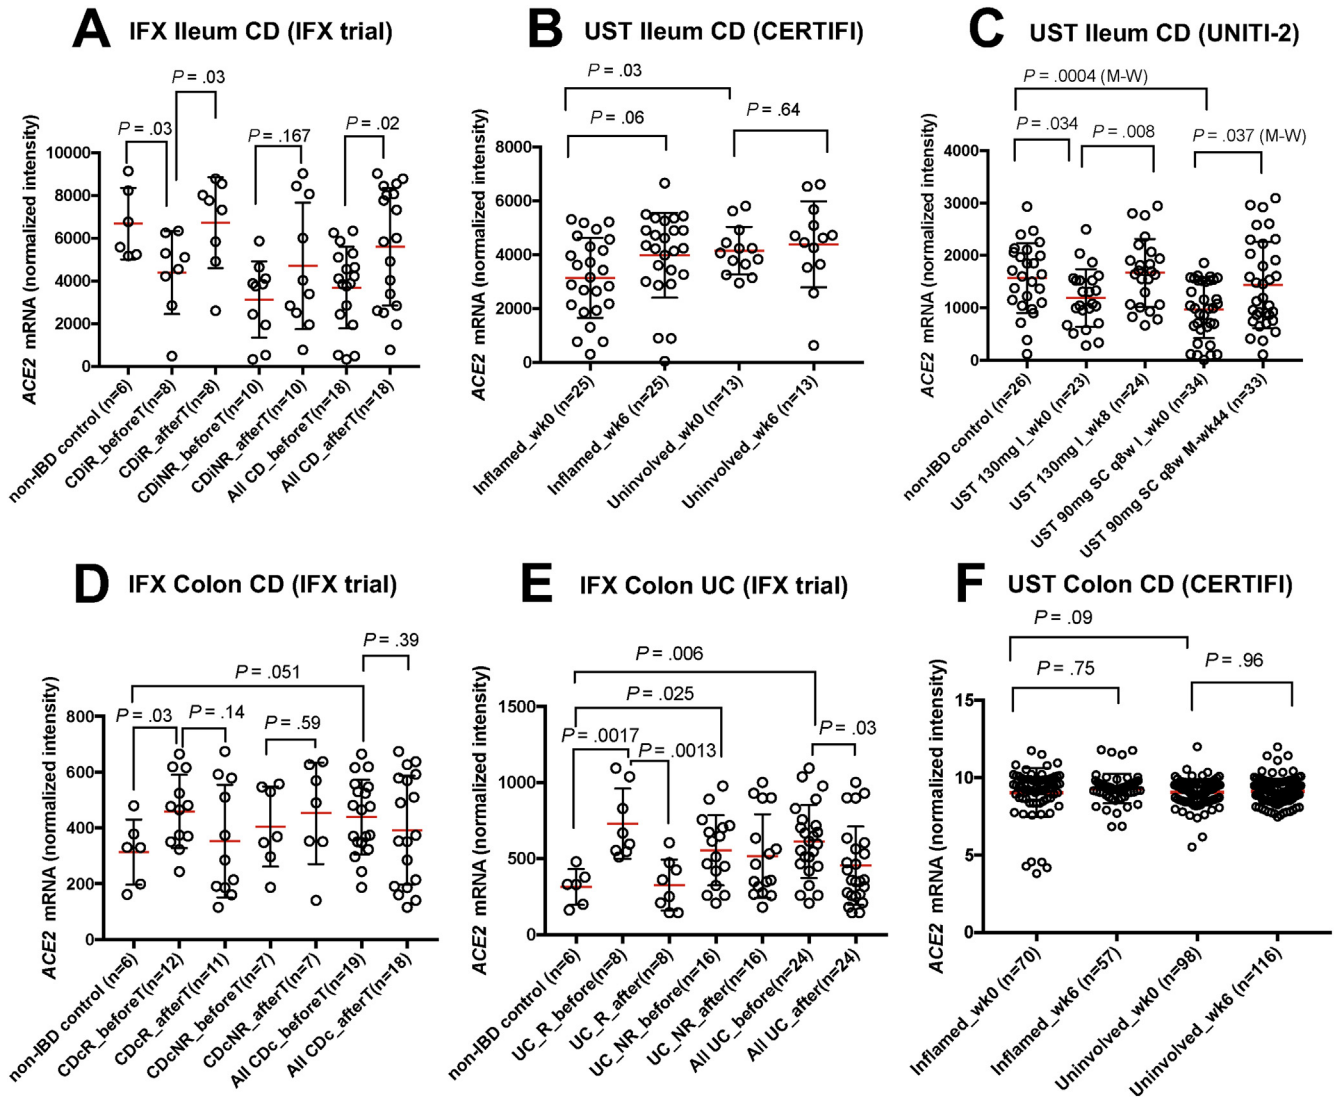 A IFX Ileum CD (IFX trial)
P = .03
P = .03
P = .167
P = .02
ACE2 mRNA (normalized intensity)
10000
8000
6000
4000
2000
0
non-IBD control (n=6)
CDiR_beforeT(n=8)
CDiR_afterT(n=8)
CDiNR_beforeT(n=10)
CDiNR_afterT(n=10)
All CD_beforeT(n=18)
All CD_afterT(n=18)
B UST Ileum CD (CERTIFI)
P = .03
P = .06
P = .64
ACE2 mRNA (normalized intensity)
8000
6000
4000
2000
0
Inflamed_wk0 (n=25)
Inflamed_wk6 (n=25)
Uninvolved_wk0 (n=13)
Uninvolved_wk6 (n=13)
C UST Ileum CD (UNITI-2)
P = .0004 (M-W)
P = .034
P = .008
P = .037 (M-W)
ACE2 mRNA (normalized intensity)
4000
3000
2000
1000
0
non-IBD control (n=26)
UST 130mg I_wk0 (n=23)
UST 130mg I_wk8 (n=24)
UST 90mg SC q8w I_wk0 (n=34)
UST 90mg SC q8w M-wk44 (n=33)
D IFX Colon CD (IFX trial)
P = .39
P = .051
P = .03
P = .14
P = .59
ACE2 mRNA (normalized intensity)
800
600
400
200
0
non-IBD control (n=6)
CDcR_beforeT(n=12)
CDcR_afterT(n=11)
CDcNR_beforeT(n=7)
CDcNR_afterT(n=7)
All CDc_beforeT(n=19)
All CDc_afterT(n=18)
E IFX Colon UC (IFX trial)
P = .006
P = .025
P = .0017
P = .0013
P = .03
ACE2 mRNA (normalized intensity)
1500
1000
500
0
non-IBD control (n=6)
UC_R_before(n=8)
UC_R_after(n=8)
UC_NR_before(n=16)
UC_NR_after(n=16)
All UC_before(n=24)
All UC_after(n=24)
F UST Colon CD (CERTIFI)
P = .09
P = .75
P = .96
ACE2 mRNA (normalized intensity)
15
10
5
0
Inflamed_wk0 (n=70)
Inflamed_wk6 (n=57)
Uninvolved_wk0 (n=98)
Uninvolved_wk6 (n=116)